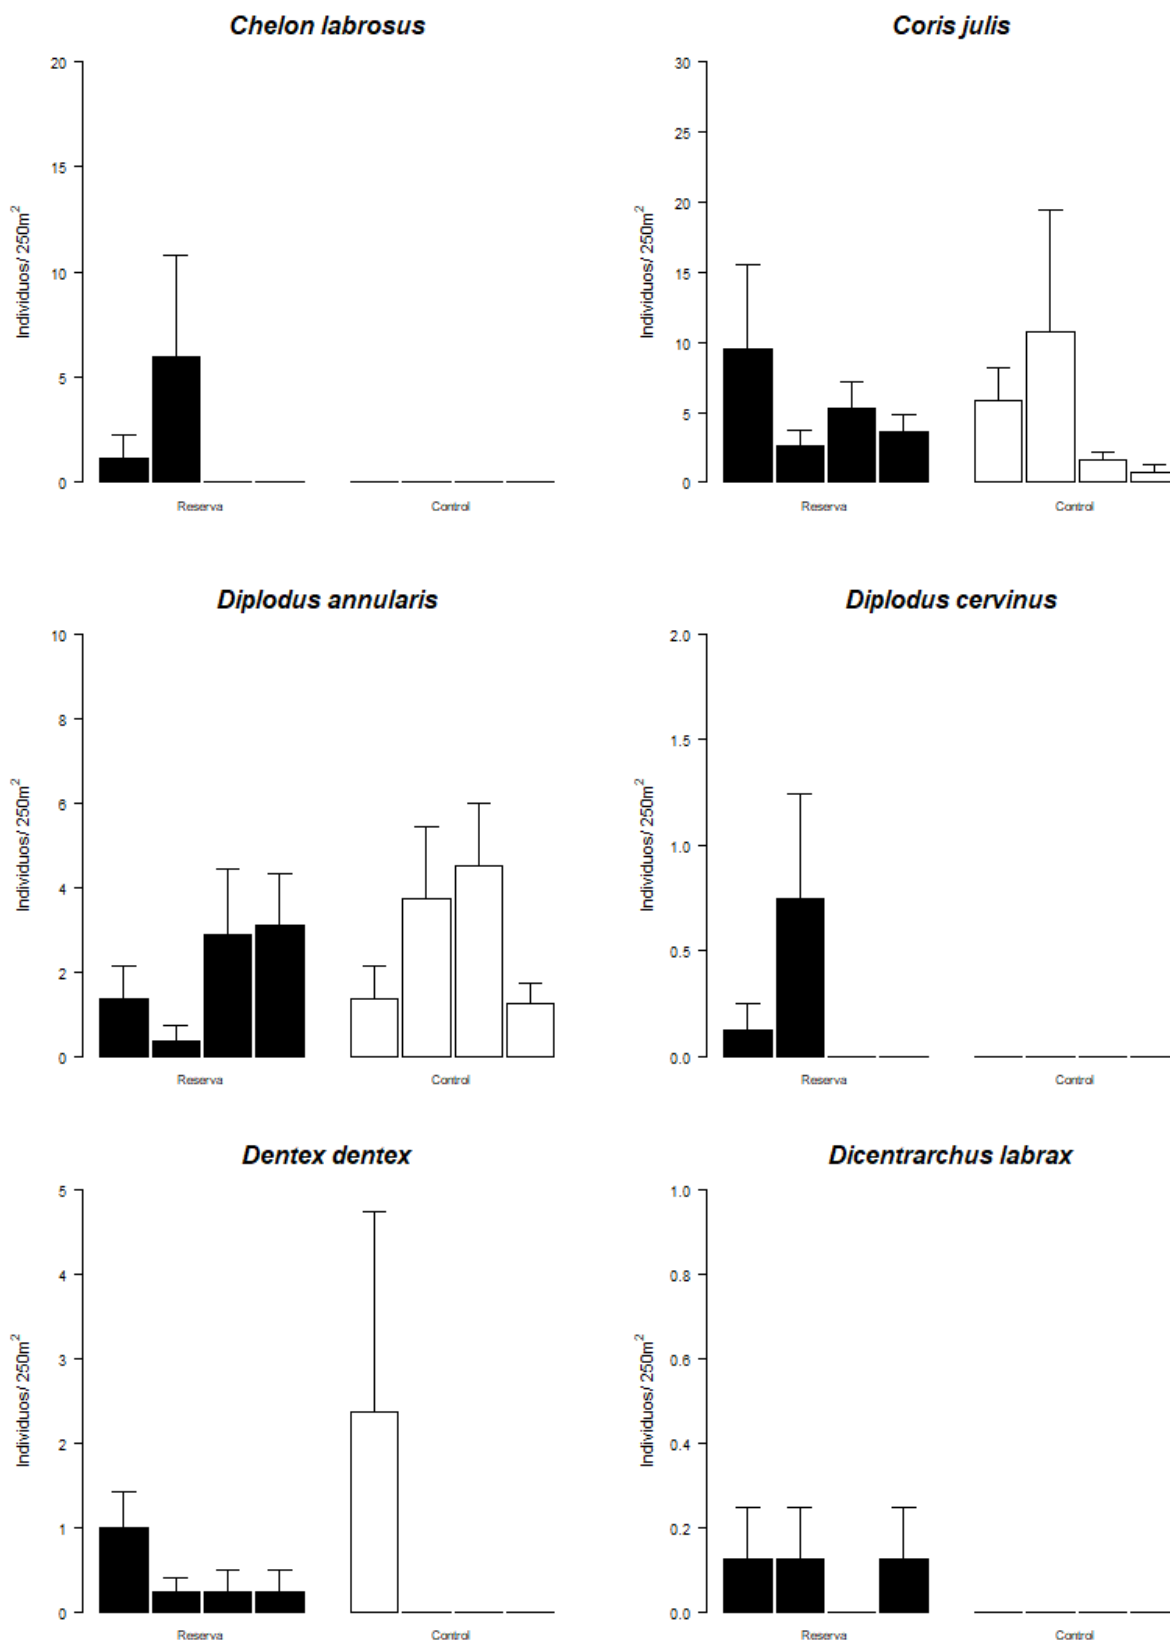 Chelon labrosus
20
15
10
5
0
Individuos/ 250m²
Reserva
Control
Coris julis
30
25
20
15
10
5
0
Individuos/ 250m²
Reserva
Control
Diplodus annularis
10
8
6
4
2
0
Individuos/ 250m²
Reserva
Control
Diplodus cervinus
2.0
1.5
1.0
0.5
0.0
Individuos/ 250m²
Reserva
Control
Dentex dentex
5
4
3
2
1
0
Individuos/ 250m²
Reserva
Control
Dicentrarchus labrax
1.0
0.8
0.6
0.4
0.2
0.0
Individuos/ 250m²
Reserva
Control